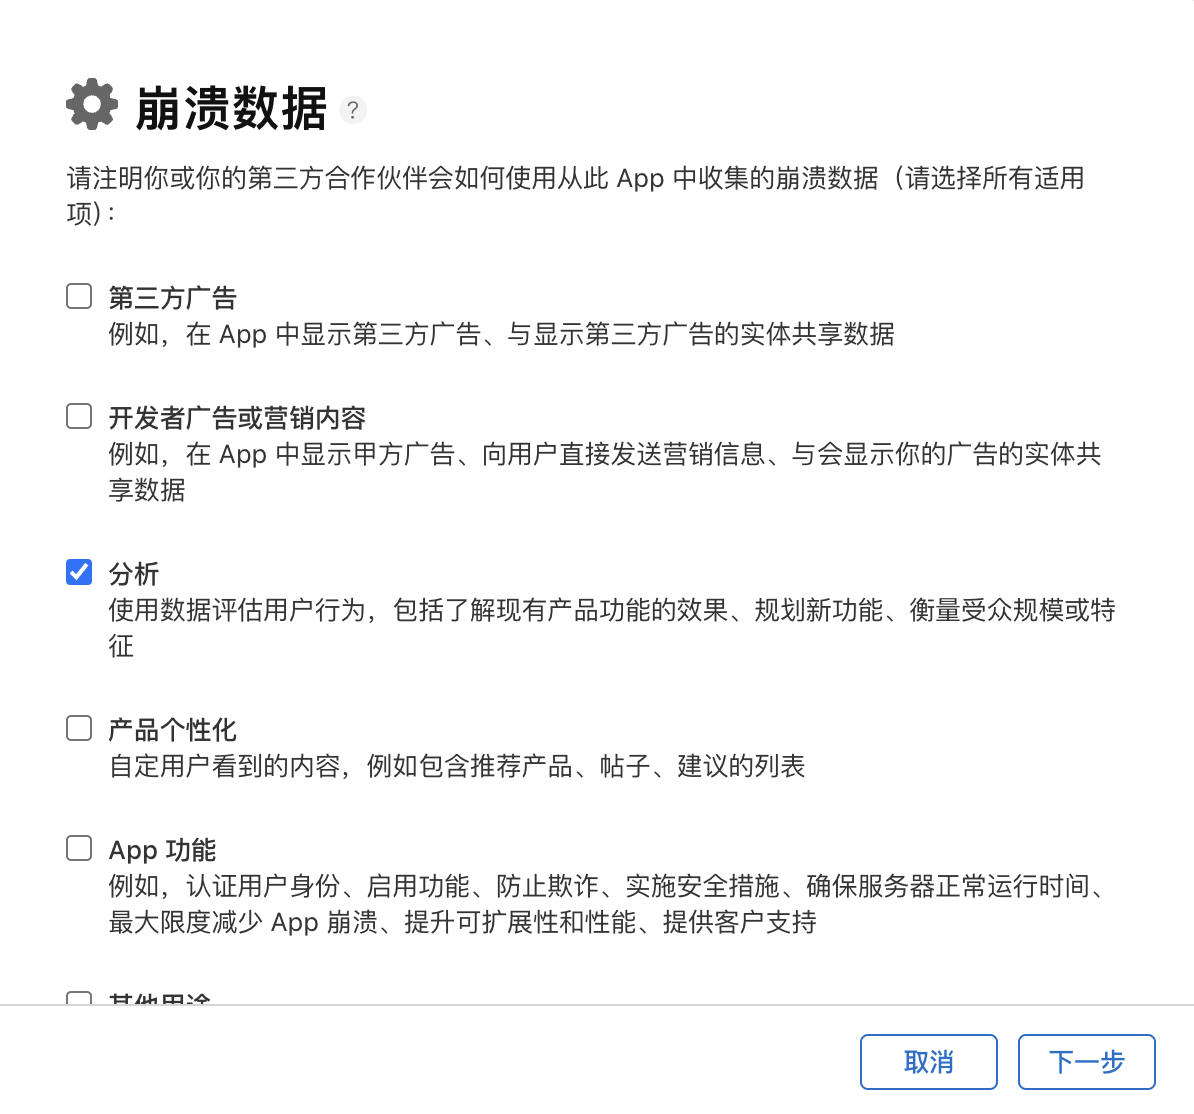 崩溃数据 ?
请注明你或你的第三方合作伙伴会如何使用从此 App 中收集的崩溃数据（请选择所有适用
项）：
第三方广告
例如，在 App 中显示第三方广告、与显示第三方广告的实体共享数据
开发者广告或营销内容
例如，在 App 中显示甲方广告、向用户直接发送营销信息、与会显示你的广告的实体共
享数据
分析
使用数据评估用户行为，包括了解现有产品功能的效果、规划新功能、衡量受众规模或特
征
产品个性化
自定用户看到的内容，例如包含推荐产品、帖子、建议的列表
App 功能
例如，认证用户身份、启用功能、防止欺诈、实施安全措施、确保服务器正常运行时间、
最大限度减少 App 崩溃、提升可扩展性和性能、提供客户支持
其他用途
取消
下一步